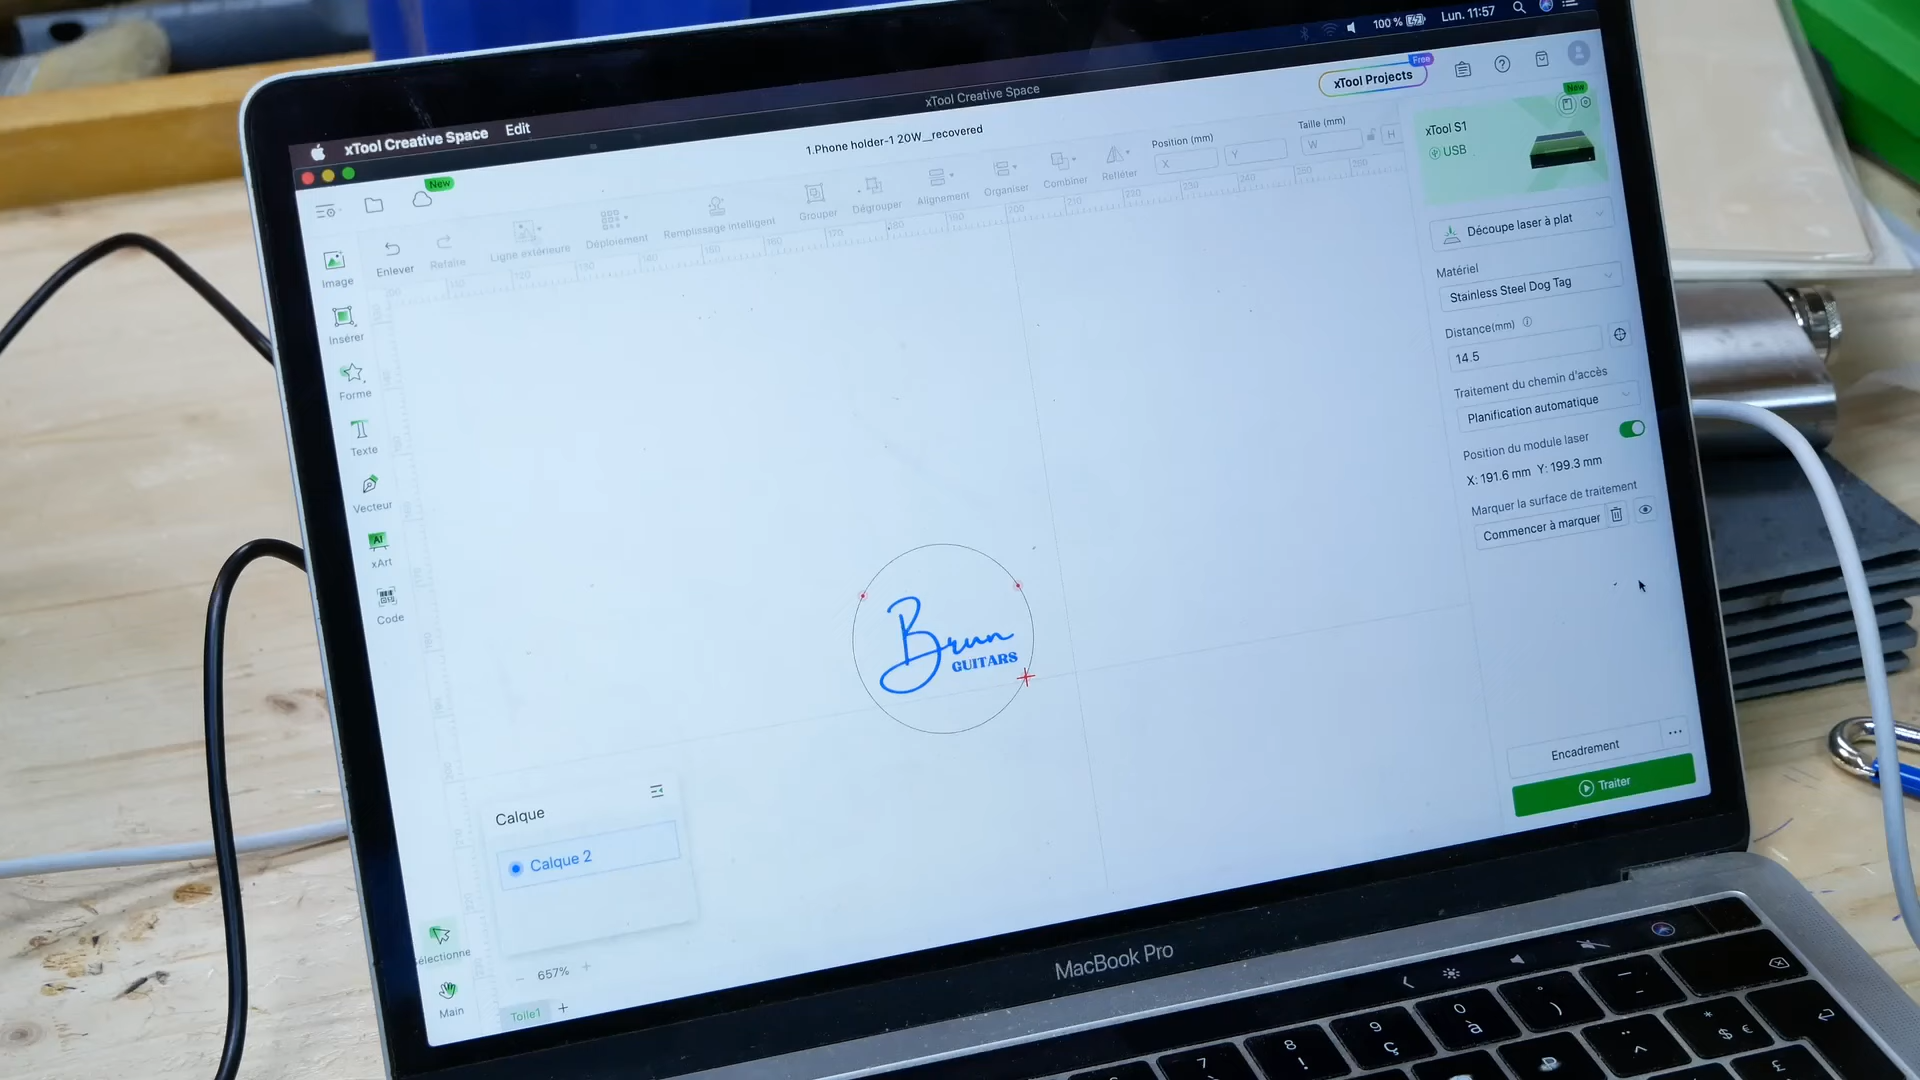 xTool Creative Space Edit
100 % Lun. 11:57
xTool Creative Space
1.Phone holder-1 20W__recovered
xTool Projects
Free
New
Enlever
Refaire
Ligne extérieure
Déploiement
Remplissage intelligent
Grouper
Dégrouper
Alignement
Organiser
Combiner
Refléter
Position (mm)
X
Y
Taille (mm)
W
H
Image
Insérer
Forme
Texte
Vecteur
AI
xArt
Code
Brun
GUITARS
Calque
Calque 2
électionne
Main
657%
Toile1
New
xTool S1
USB
Découpe laser à plat
Matériel
Stainless Steel Dog Tag
Distance(mm)
14.5
Traitement du chemin d'accès
Planification automatique
Position du module laser
X: 191.6 mm Y: 199.3 mm
Marquer la surface de traitement
Commencer à marquer
Encadrement
Traiter
MacBook Pro